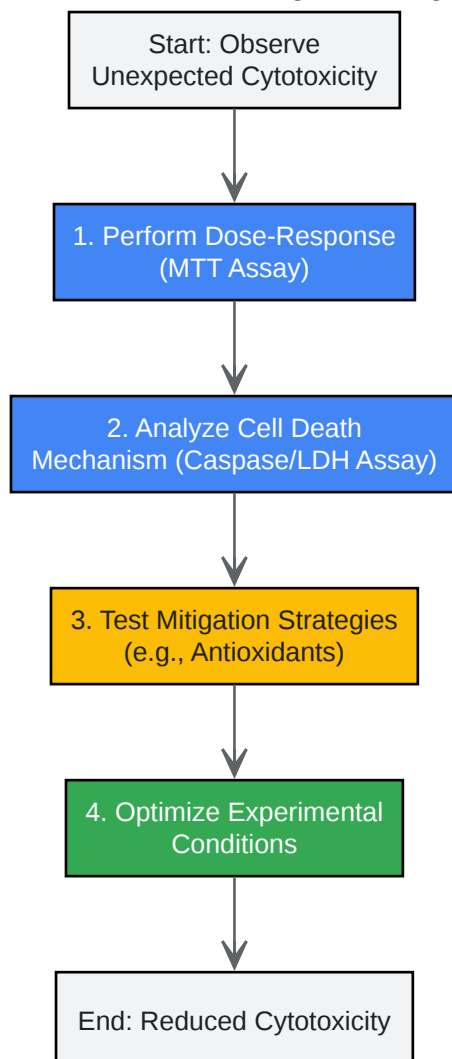 Start: Observe
Unexpected Cytotoxicity
1. Perform Dose-Response
(MTT Assay)
2. Analyze Cell Death
Mechanism (Caspase/LDH Assay)
3. Test Mitigation Strategies
(e.g., Antioxidants)
4. Optimize Experimental
Conditions
End: Reduced Cytotoxicity